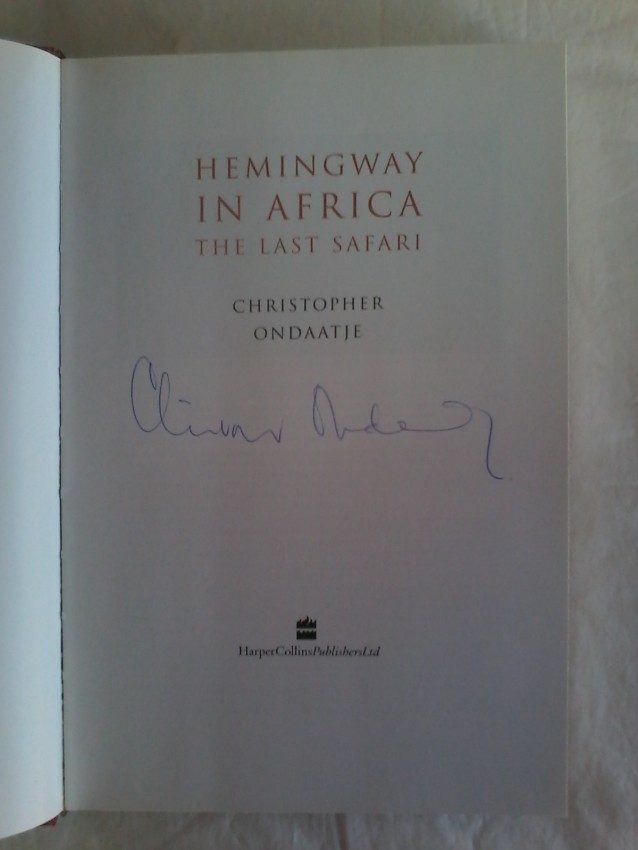 HEMINGWAY
IN AFRICA
THE LAST SAFARI
CHRISTOPHER
ONDAATJE
HarperCollinsPublishersLtd